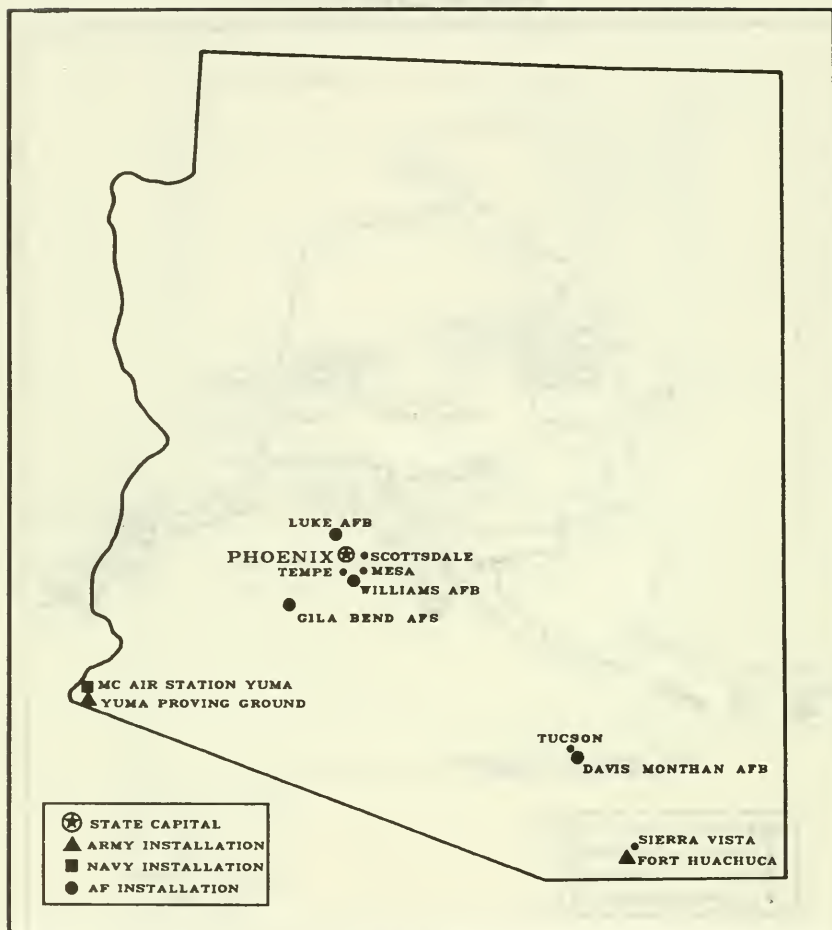 LUKE AFB
PHOENIX SCOTTSDALE
TEMPE MESA
WILLIAMS AFB
GILA BEND AFS
MC AIR STATION YUMA
YUMA PROVING GROUND
TUCSON
DAVIS MONTHAN AFB
STATE CAPITAL
ARMY INSTALLATION
NAVY INSTALLATION
AF INSTALLATION
SIERRA VISTA
FORT HUACHUCA